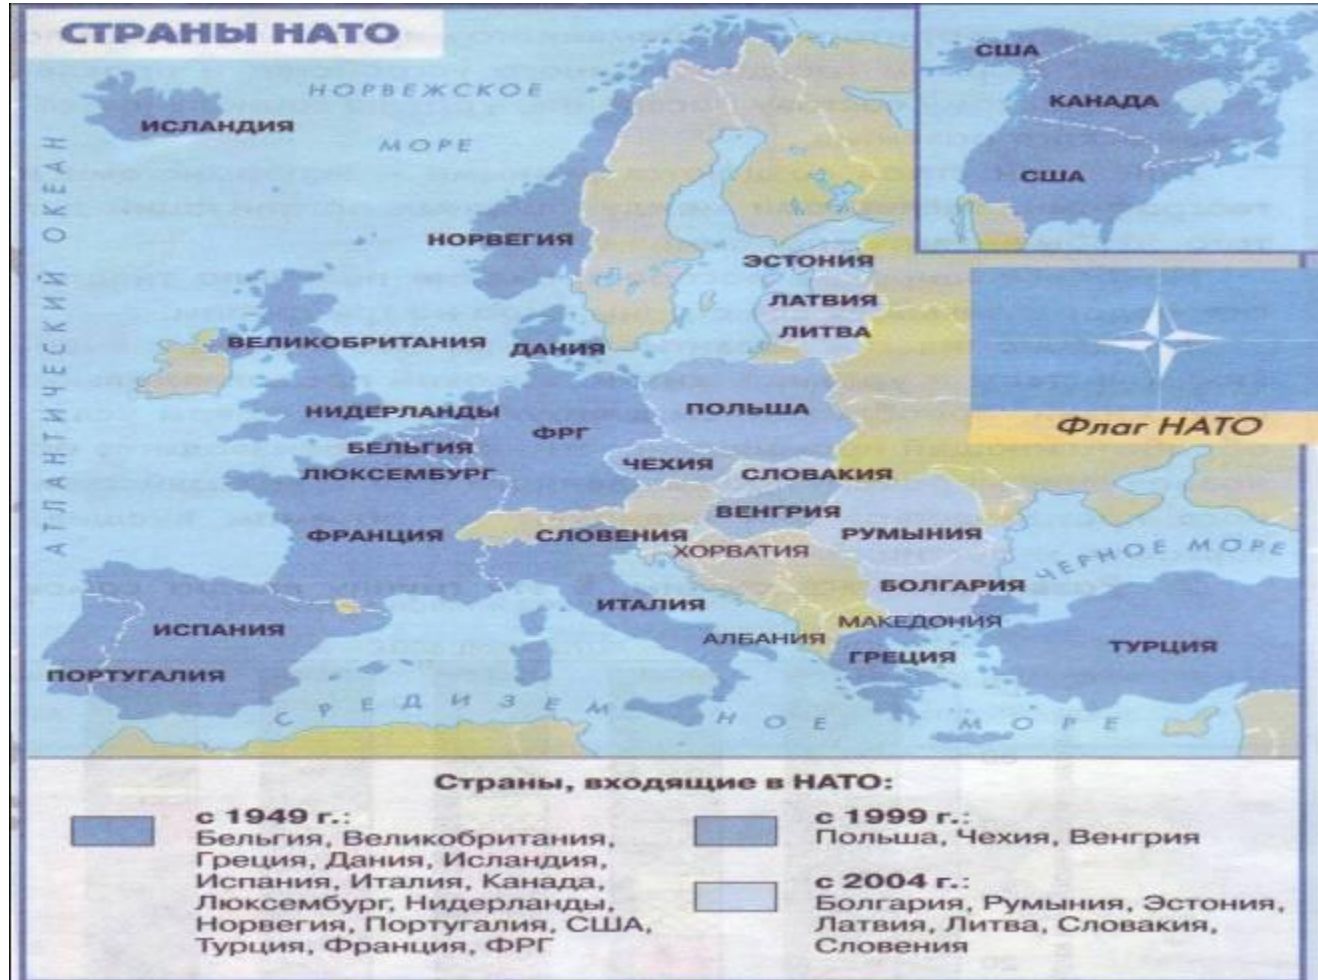 СТРАНЫ НАТО
НОРВЕЖСКОЕ
МОРЕ
АТЛАНТИЧЕСКИЙ ОКЕАН
ИСЛАНДИЯ
США
КАНАДА
США
НОРВЕГИЯ
ЭСТОНИЯ
ЛАТВИЯ
ЛИТВА
ВЕЛИКОБРИТАНИЯ
ДАНИЯ
НИДЕРЛАНДЫ
ПОЛЬША
ФРГ
БЕЛЬГИЯ
Флаг НАТО
ЛЮКСЕМБУРГ
ЧЕХИЯ
СЛОВАКИЯ
ВЕНГРИЯ
ФРАНЦИЯ
СЛОВЕНИЯ
РУМЫНИЯ
ХОРВАТИЯ
ЧЕРНОЕ МОРЕ
БОЛГАРИЯ
ИТАЛИЯ
ИСПАНИЯ
МАКЕДОНИЯ
АЛБАНИЯ
ГРЕЦИЯ
ТУРЦИЯ
ПОРТУГАЛИЯ
СРЕДИЗЕМНОЕ МОРЕ
Страны, входящие в НАТО:
с 1949 г.:
Бельгия, Великобритания,
Греция, Дания, Исландия,
Испания, Италия, Канада,
Люксембург, Нидерланды,
Норвегия, Португалия, США,
Турция, Франция, ФРГ
с 1999 г.:
Польша, Чехия, Венгрия
с 2004 г.:
Болгария, Румыния, Эстония,
Латвия, Литва, Словакия,
Словения